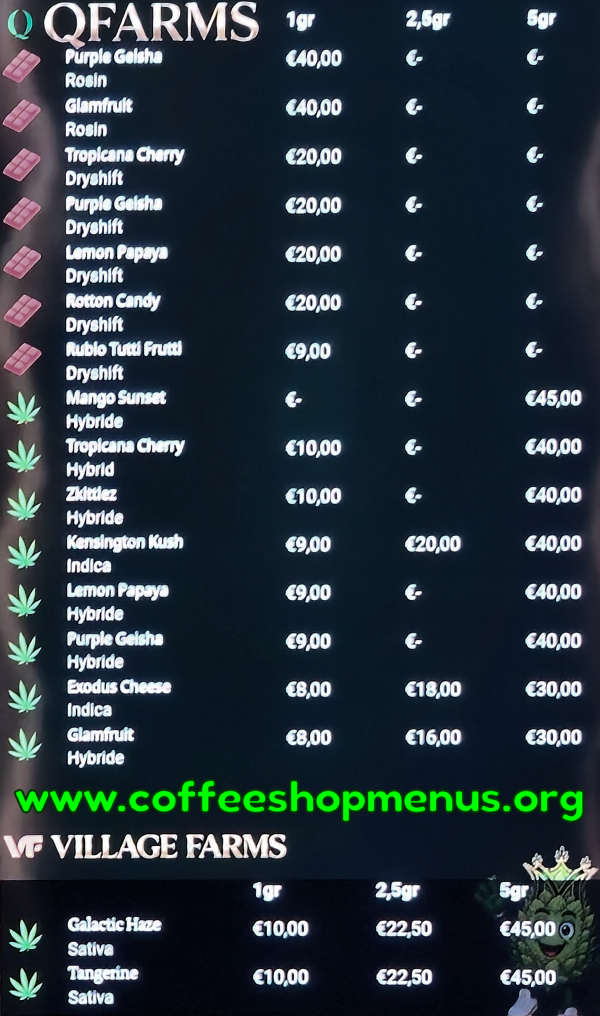 Q QFARMS 1gr 2,5gr 5gr
Purple Geisha €40,00 €- €-
Rosin
Glamfruit €40,00 €- €-
Rosin
Tropicana Cherry €20,00 €- €-
Dryshift
Purple Geisha €20,00 €- €-
Dryshift
Lemon Papaya €20,00 €- €-
Dryshift
Rotton Candy €20,00 €- €-
Dryshift
Rubio Tutti Frutti €9,00 €- €-
Dryshift
Mango Sunset €- €- €45,00
Hybride
Tropicana Cherry €10,00 €- €40,00
Hybrid
Zkittlez €10,00 €- €40,00
Hybride
Kensington Kush €9,00 €20,00 €40,00
Indica
Lemon Papaya €9,00 €- €40,00
Hybride
Purple Geisha €9,00 €- €40,00
Hybride
Exodus Cheese €8,00 €18,00 €30,00
Indica
Glamfruit €8,00 €16,00 €30,00
Hybride
www.coffeeshopmenus.org
VF VILLAGE FARMS
1gr 2,5gr 5gr
Galactic Haze €10,00 €22,50 €45,00
Sativa
Tangerine €10,00 €22,50 €45,00
Sativa